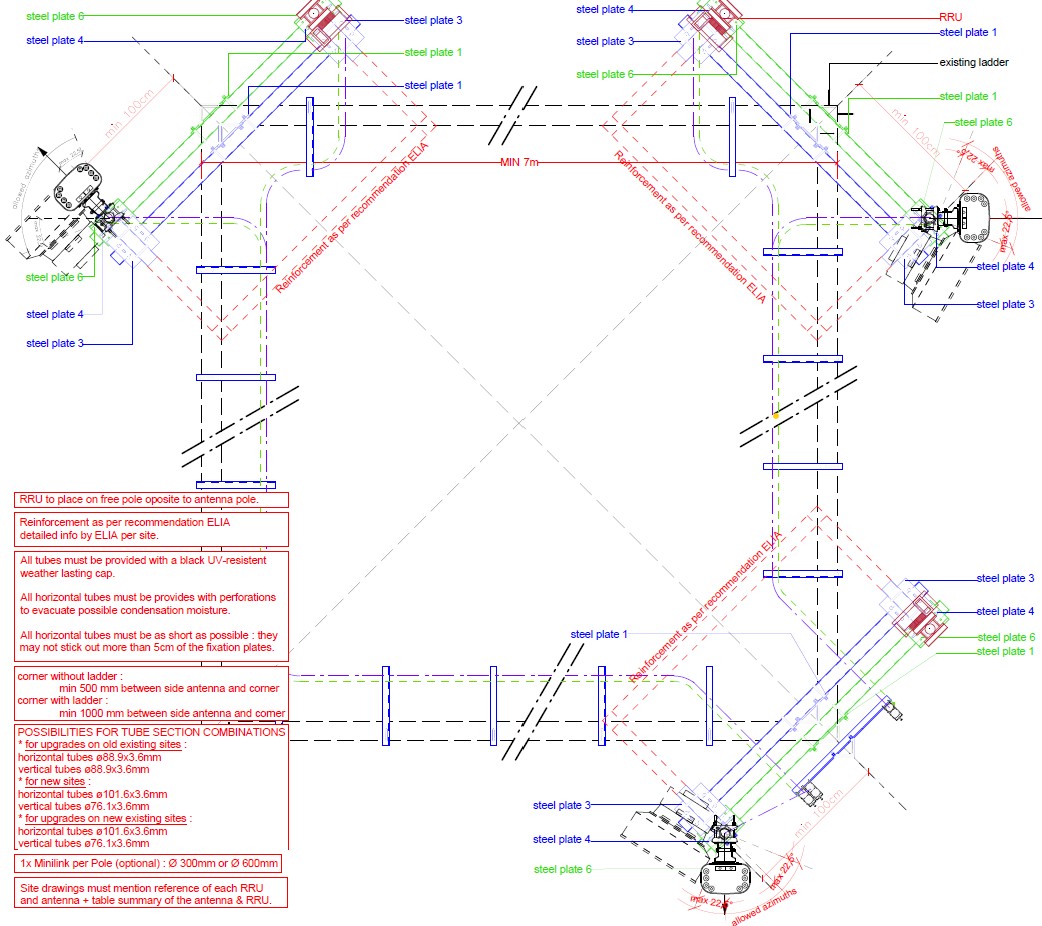 steel plate 6
steel plate 4
steel plate 3
steel plate 1
steel plate 1
min 100cm
allowed azimuths
steel plate 6
steel plate 4
steel plate 3
Reinforcement as per recommendation ELIA
MIN 7m
steel plate 4
steel plate 3
steel plate 6
RRU
steel plate 1
existing ladder
steel plate 1
steel plate 6
min 100cm
max 22,5°
allowed azimuths
max 22,5°
steel plate 4
steel plate 3
Reinforcement as per recommendation ELIA
RRU to place on free pole oposite to antenna pole.
Reinforcement as per recommendation ELIA
detailed info by ELIA per site.
All tubes must be provided with a black UV-resistent
weather lasting cap.
All horizontal tubes must be provides with perforations
to evacuate possible condensation moisture.
All horizontal tubes must be as short as possible : they
may not stick out more than 5cm of the fixation plates.
corner without ladder :
min 500 mm between side antenna and corner
corner with ladder :
min 1000 mm between side antenna and corner
POSSIBILITIES FOR TUBE SECTION COMBINATIONS
* for upgrades on old existing sites :
horizontal tubes ø88.9x3.6mm
vertical tubes ø88.9x3.6mm
* for new sites :
horizontal tubes ø101.6x3.6mm
vertical tubes ø76.1x3.6mm
* for upgrades on new existing sites :
horizontal tubes ø101.6x3.6mm
vertical tubes ø76.1x3.6mm
1x Minilink per Pole (optional) : Ø 300mm or Ø 600mm
Site drawings must mention reference of each RRU
and antenna + table summary of the antenna & RRU.
Reinforcement as per recommendation ELIA
steel plate 1
steel plate 3
steel plate 4
steel plate 6
steel plate 1
steel plate 3
steel plate 4
steel plate 6
min 100cm
max 22,5°
max 22,5°
allowed azimuths